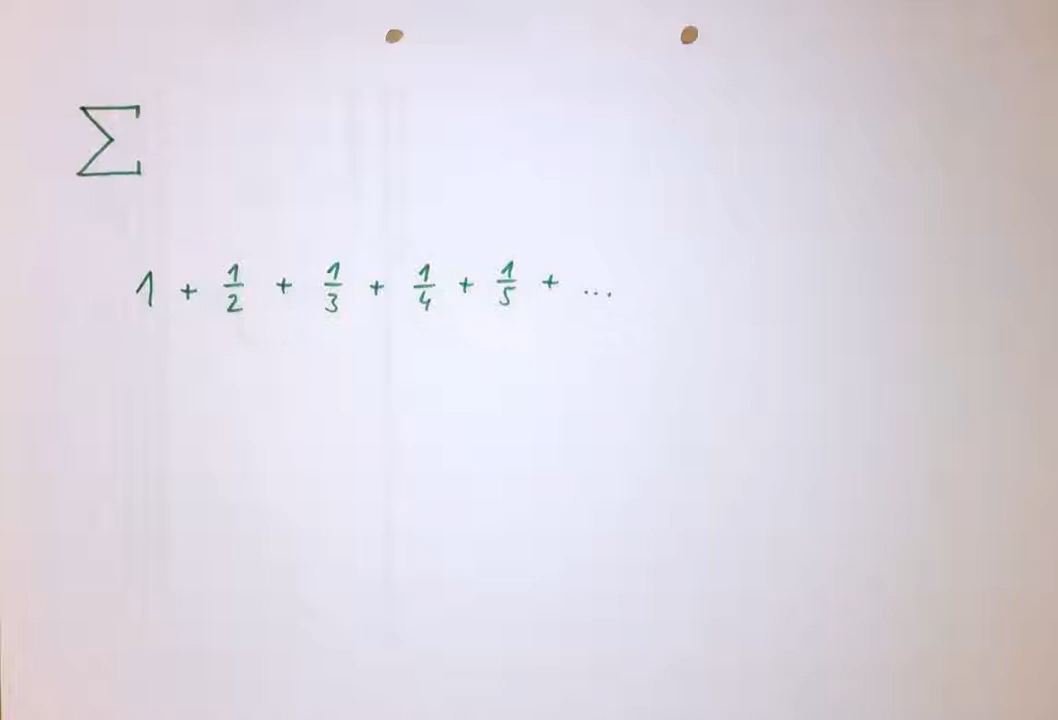 ∑
1 + 1/2 + 1/3 + 1/4 + 1/5 + ...